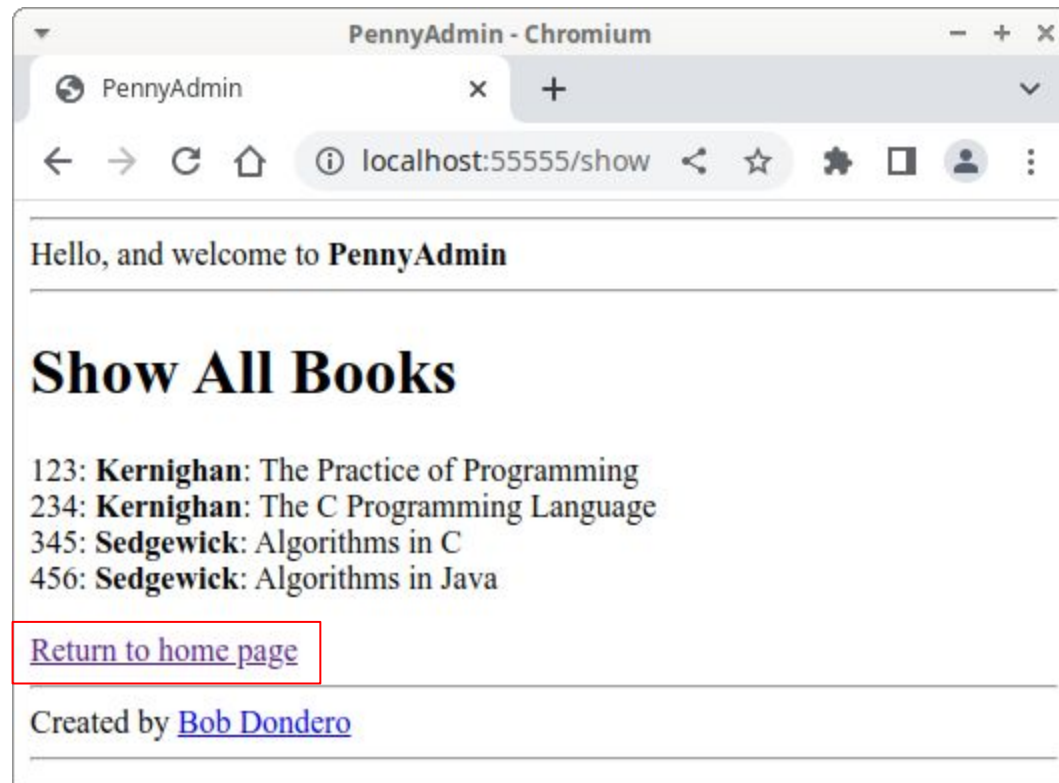 PennyAdmin - Chromium
PennyAdmin
localhost:55555/show
Hello, and welcome to PennyAdmin
Show All Books
123: Kernighan: The Practice of Programming
234: Kernighan: The C Programming Language
345: Sedgewick: Algorithms in C
456: Sedgewick: Algorithms in Java
Return to home page
Created by Bob Dondero